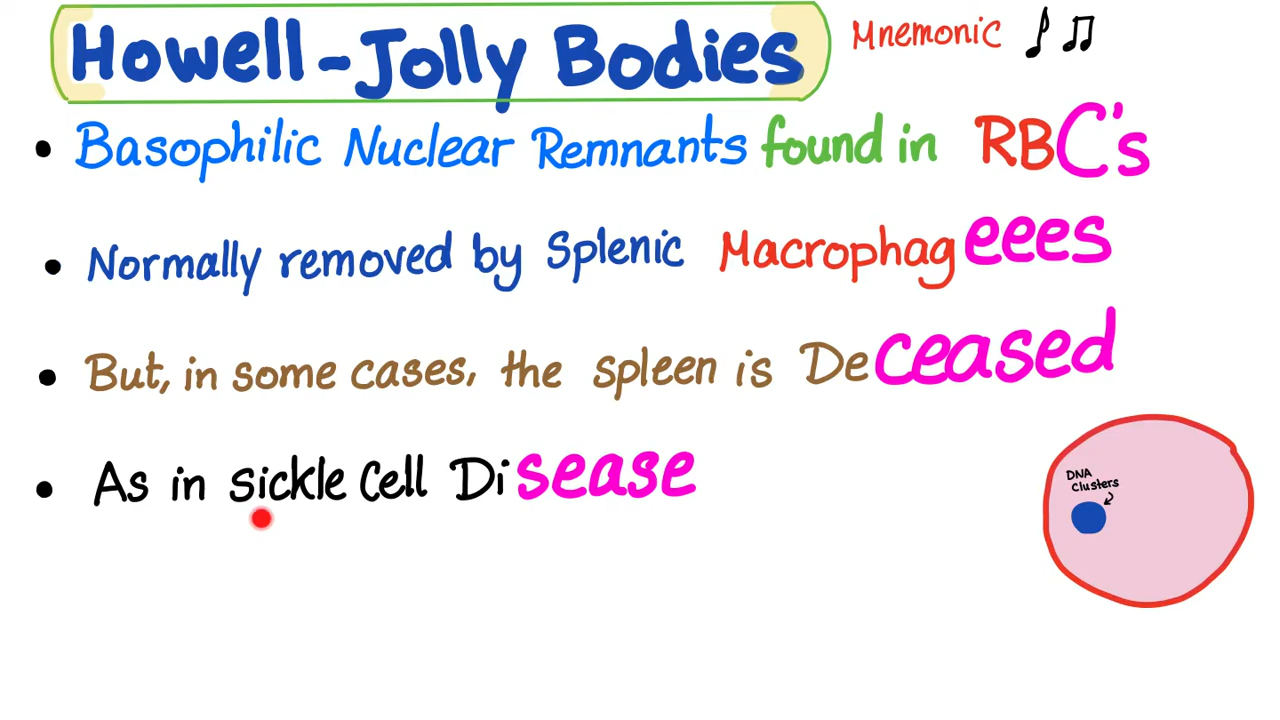 Howell-Jolly Bodies Mnemonic
• Basophilic Nuclear Remnants found in RBC's
• Normally removed by Splenic Macrophageees
• But, in some cases, the spleen is Deceased
• As in sickle cell Disease
DNA
Clusters